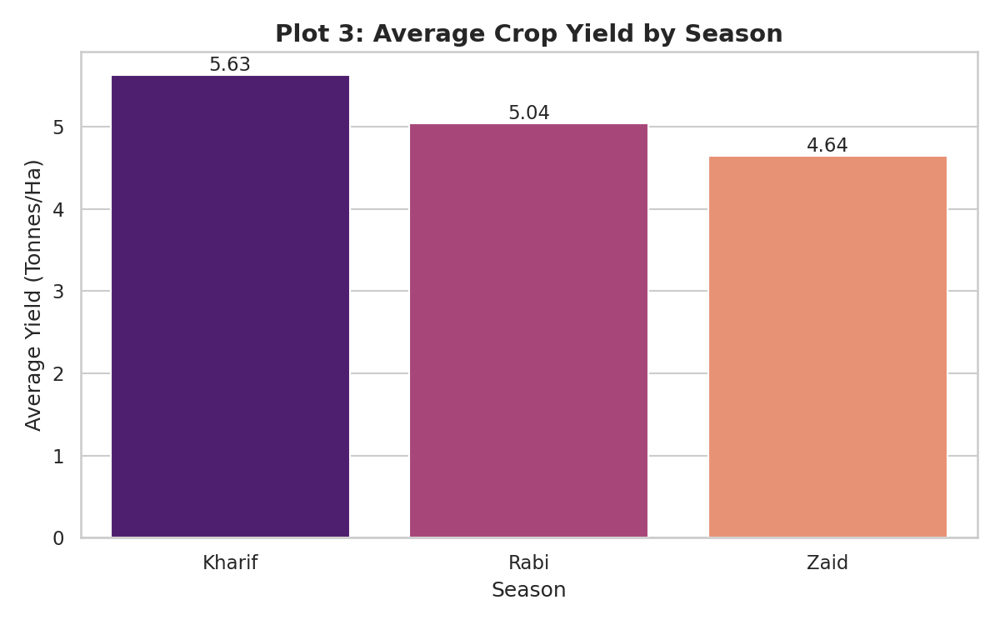 Plot 3: Average Crop Yield by Season
5.63
5.04
4.64
Average Yield (Tonnes/Ha)
5
4
3
2
1
0
Kharif
Rabi
Zaid
Season